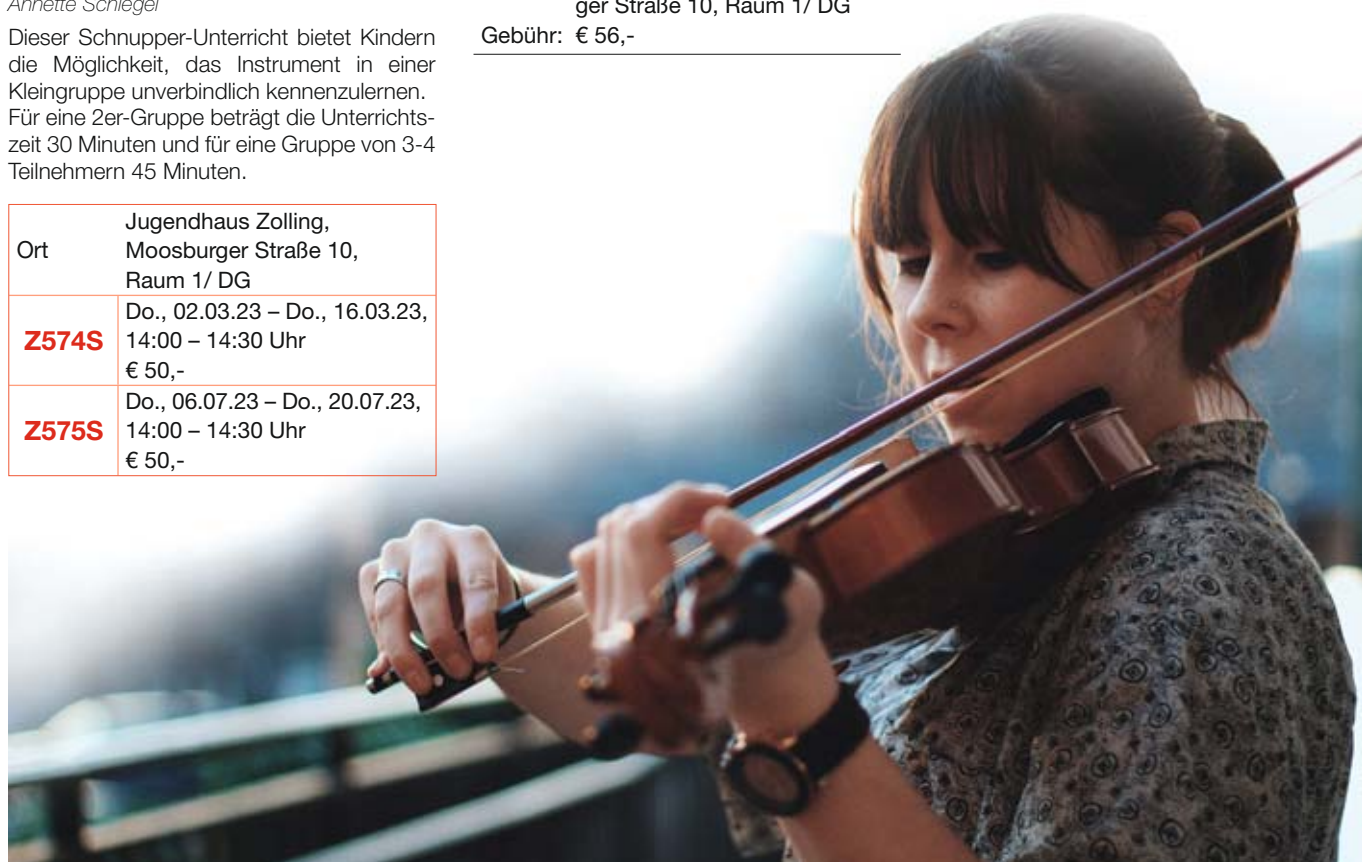 Annette Schlegel
Dieser Schnupper-Unterricht bietet Kindern
die Möglichkeit, das Instrument in einer
Kleingruppe unverbindlich kennenzulernen.
Für eine 2er-Gruppe beträgt die Unterrichts-
zeit 30 Minuten und für eine Gruppe von 3-4
Teilnehmern 45 Minuten.
Ort
Jugendhaus Zolling,
Moosburger Straße 10,
Raum 1/ DG
Z574S
Do., 02.03.23 – Do., 16.03.23,
14:00 – 14:30 Uhr
€ 50,-
Z575S
Do., 06.07.23 – Do., 20.07.23,
14:00 – 14:30 Uhr
€ 50,-
ger Straße 10, Raum 1/ DG
Gebühr: € 56,-